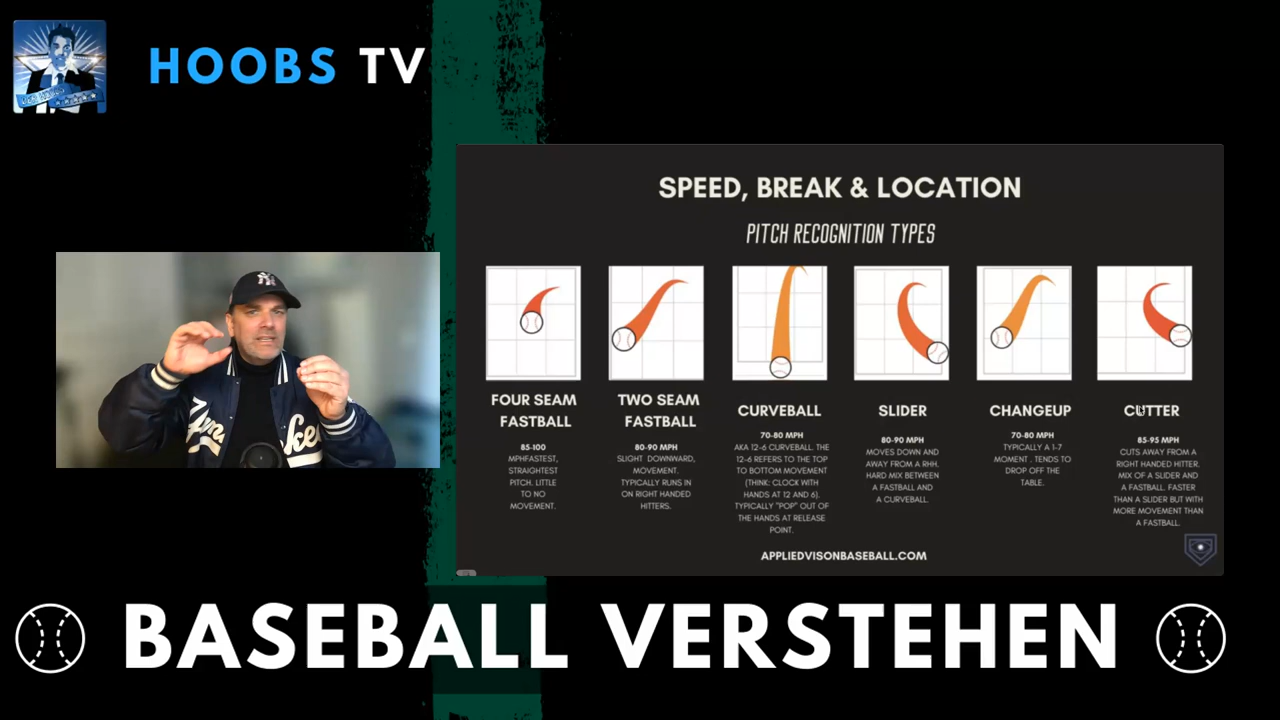 HOOBS TV
SPEED, BREAK & LOCATION
PITCH RECOGNITION TYPES
FOUR SEAM
FASTBALL
85-100
MPHFASTEST,
STRAIGHTEST
PITCH. LITTLE
TO NO
MOVEMENT.
TWO SEAM
FASTBALL
80-90 MPH
SLIGHT DOWNWARD,
MOVEMENT.
TYPICALLY RUNS IN
ON RIGHT HANDED
HITTERS.
CURVEBALL
70-80 MPH
AKA 12-6 CURVEBALL. THE
12-6 REFERS TO THE TOP
TO BOTTOM MOVEMENT
(THINK: CLOCK WITH
HANDS AT 12 AND 6).
TYPICALLY "POP" OUT OF
THE HANDS AT RELEASE
POINT.
SLIDER
80-90 MPH
MOVES DOWN AND
AWAY FROM A RHH.
HARD MIX BETWEEN
A FASTBALL AND
A CURVEBALL.
CHANGEUP
70-80 MPH
TYPICALLY A 1-7
MOMENT . TENDS TO
DROP OFF THE
TABLE.
CUTTER
85-95 MPH
CUTS AWAY FROM A
RIGHT HANDED HITTER.
MIX OF A SLIDER AND
A FASTBALL. FASTER
THAN A SLIDER BUT WITH
MORE MOVEMENT THAN
A FASTBALL.
APPLIEDVISONBASEBALL.COM
BASEBALL VERSTEHEN